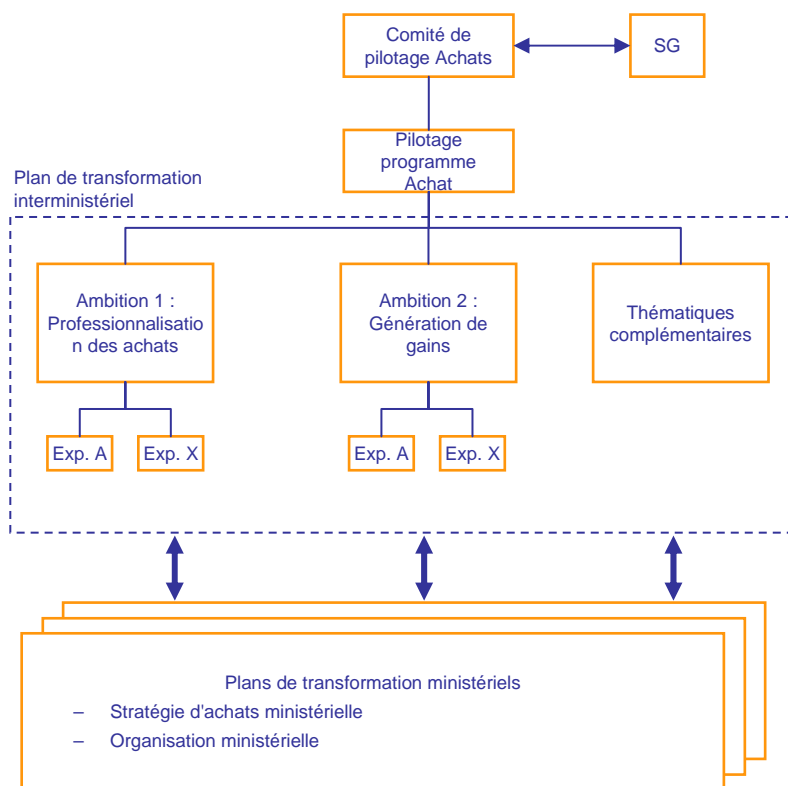 Comité de
pilotage Achats
SG
Pilotage
programme
Achat
Plan de transformation
interministériel
Ambition 1 :
Professionnalisatio
n des achats
Ambition 2 :
Génération de
gains
Thématiques
complémentaires
Exp. A
Exp. X
Exp. A
Exp. X
Plans de transformation ministériels
– Stratégie d'achats ministérielle
– Organisation ministérielle